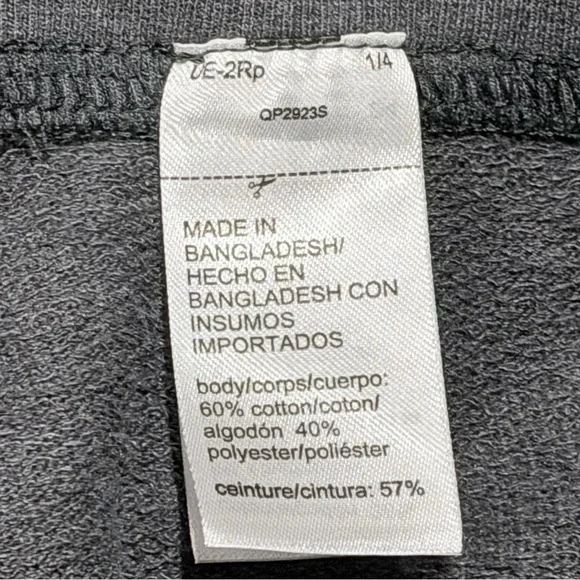 UE-2Rp 1/4
QP2923S
MADE IN
BANGLADESH/
HECHO EN
BANGLADESH CON
INSUMOS
IMPORTADOS
body/corps/cuerpo:
60% cotton/coton/
algodón 40%
polyester/poliéster
ceinture/cintura: 57%